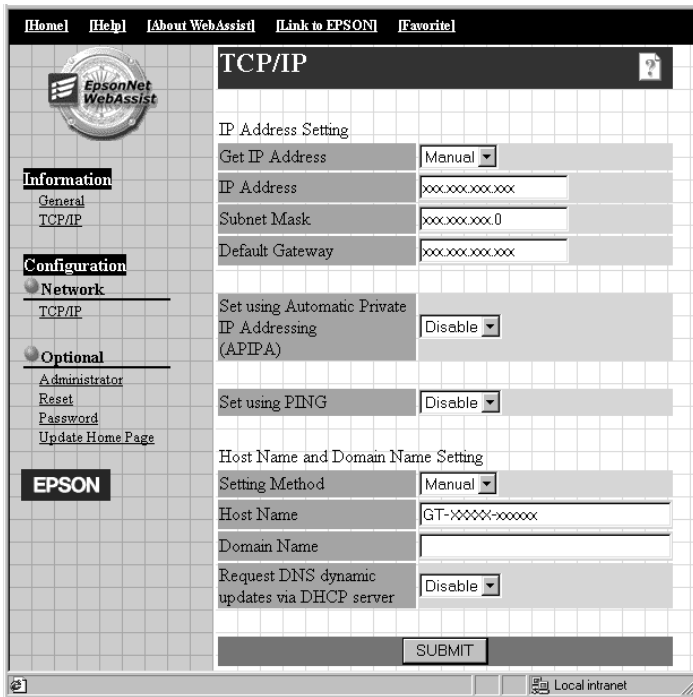 [Home] [Help] [About WebAssist] [Link to EPSON] [Favorite]
EpsonNet
WebAssist
Information
General
TCP/IP
Configuration
Network
TCP/IP
Optional
Administrator
Reset
Password
Update Home Page
EPSON
TCP/IP
?
IP Address Setting
Get IP Address Manual
IP Address xxx.xxx.xxx.xxx
Subnet Mask xxx.xxx.xxx.0
Default Gateway xxx.xxx.xxx.xxx
Set using Automatic Private
IP Addressing
(APIPA)
Disable
Set using PING Disable
Host Name and Domain Name Setting
Setting Method Manual
Host Name GT-XXXXX-xxxxxx
Domain Name
Request DNS dynamic
updates via DHCP server
Disable
SUBMIT
Local intranet